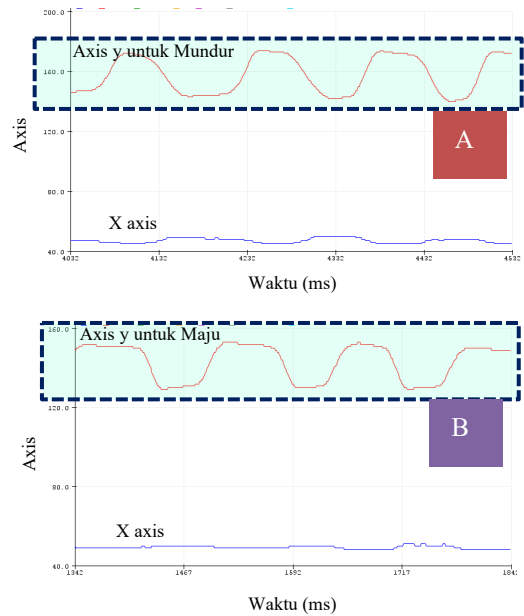 200.0
Axis y untuk Mundur
160.0
Axis
120.0
A
80.0
X axis
40.0
4032 4132 4232 4332 4432 4532
Waktu (ms)
160.0
Axis y untuk Maju
120.0
B
Axis
80.0
X axis
40.0
1342 1467 1592 1717 1842
Waktu (ms)